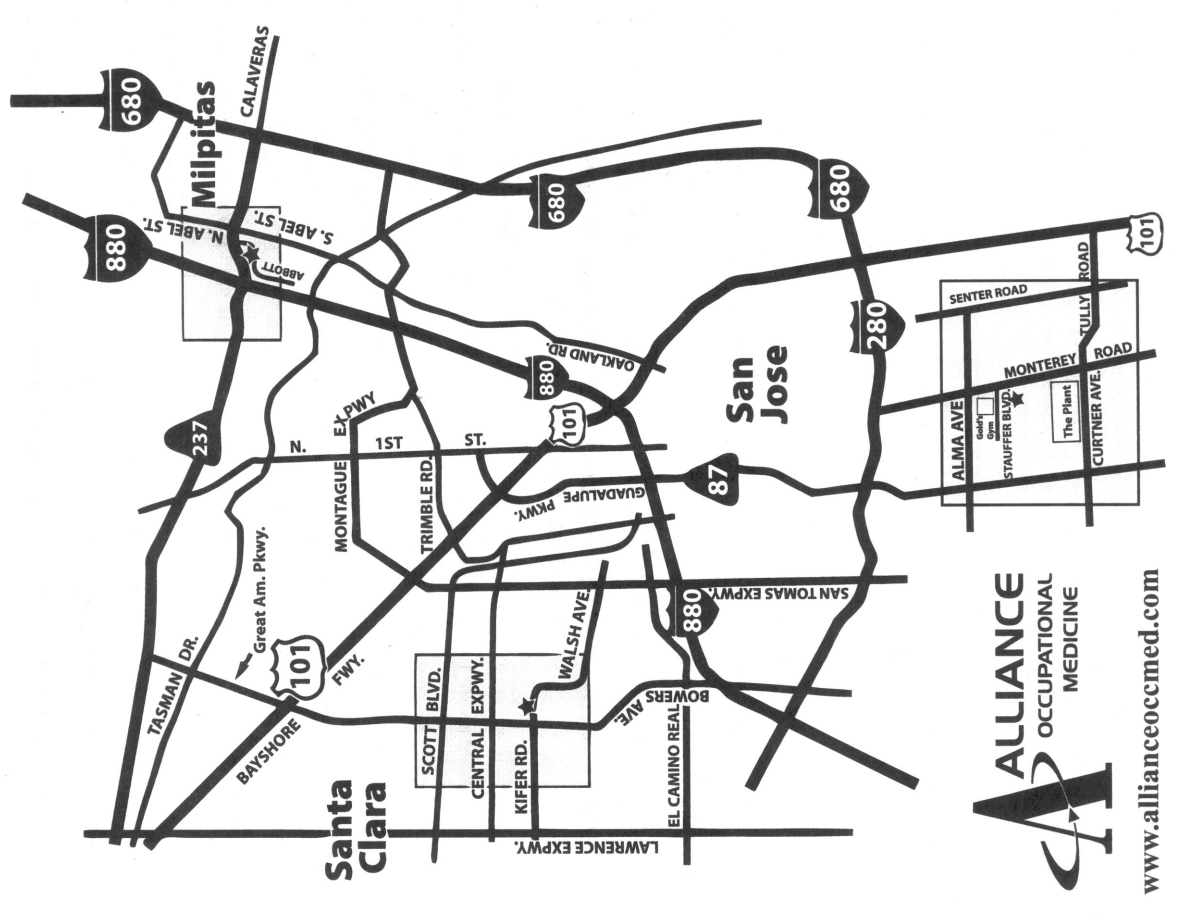 680
Milpitas
CALAVERAS
880
N. ABEL ST.
S. ABEL ST.
ABBOTT
237
680
680
OAKLAND RD.
880
101
N. 1ST ST.
MONTAGUE EXPWY
TRIMBLE RD.
GUADALUPE PKWY.
87
San
Jose
280
101
SENTER ROAD
TULLY ROAD
MONTEREY ROAD
ALMA AVE
Gold's
Gym
STAUFFER BLVD.
The Plant
CURTNER AVE.
Great Am. Pkwy.
TASMAN DR.
101
BAYSHORE FWY.
SCOTT BLVD.
CENTRAL EXPWY.
KIFER RD.
WALSH AVE.
BOWERS AVE.
EL CAMINO REAL
880
SAN TOMAS EXPWY.
LAWRENCE EXPWY.
Santa
Clara
ALLIANCE
OCCUPATIONAL
MEDICINE
www.allianceoccmed.com